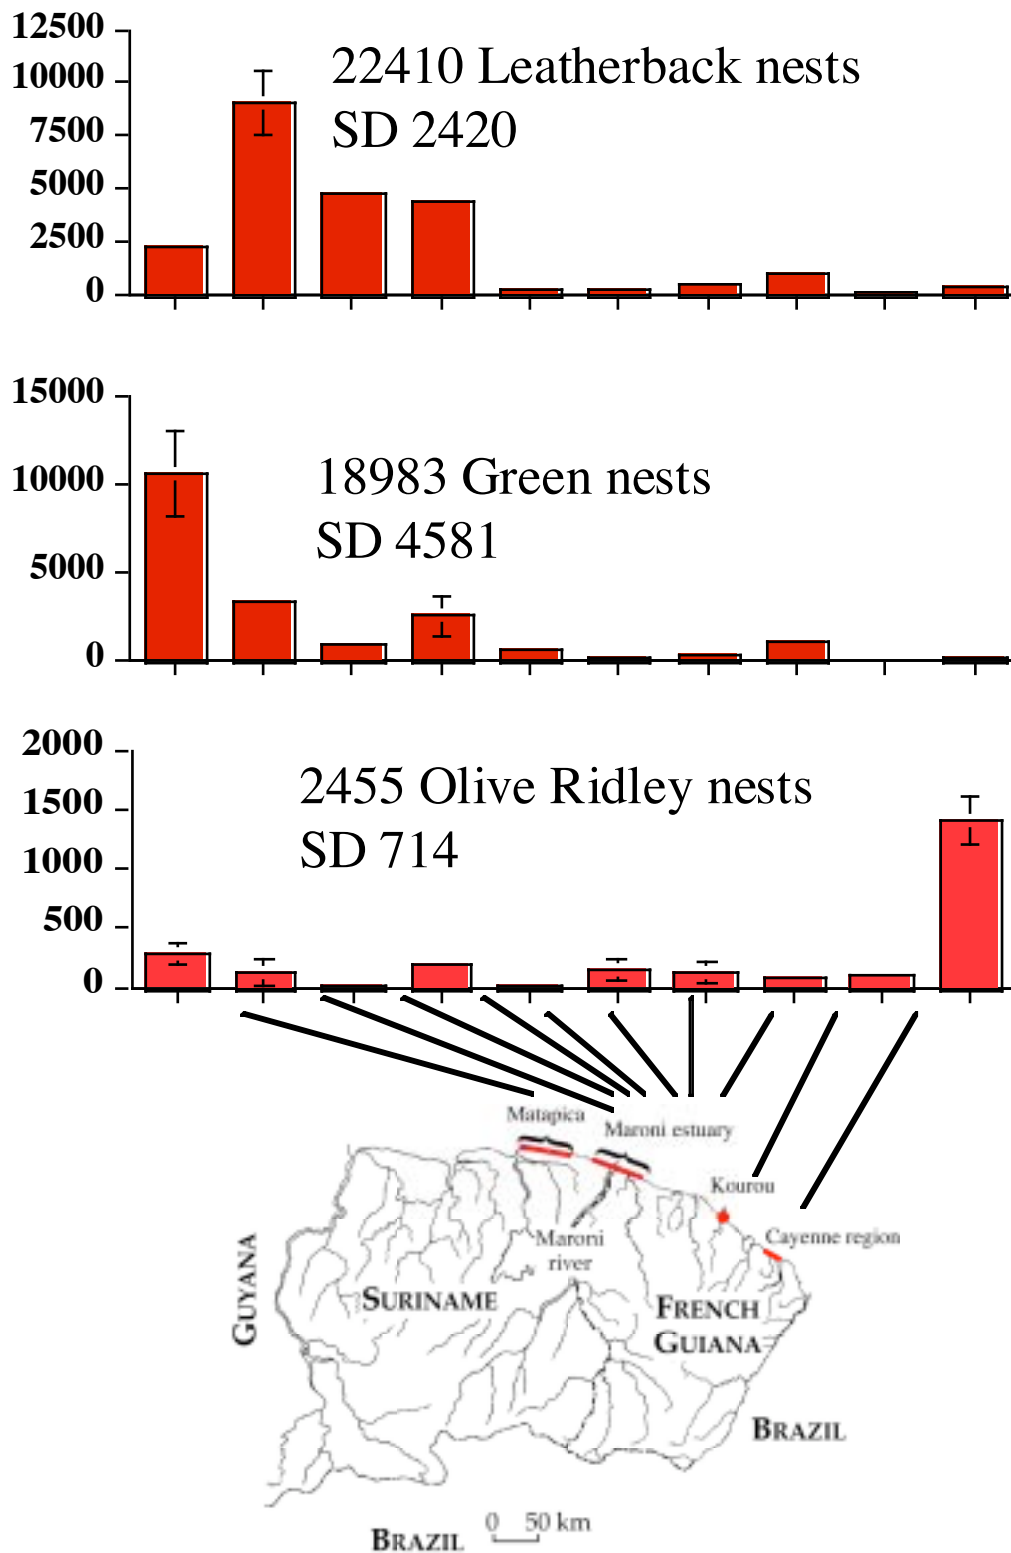 12500
10000
7500
5000
2500
0
22410 Leatherback nests
SD 2420
15000
10000
5000
0
18983 Green nests
SD 4581
2000
1500
1000
500
0
2455 Olive Ridley nests
SD 714
Matapica
Maroni estuary
Kourou
Cayenne region
Maroni
river
GUYANA
SURINAME
FRENCH
GUIANA
BRAZIL
BRAZIL
0 50 km